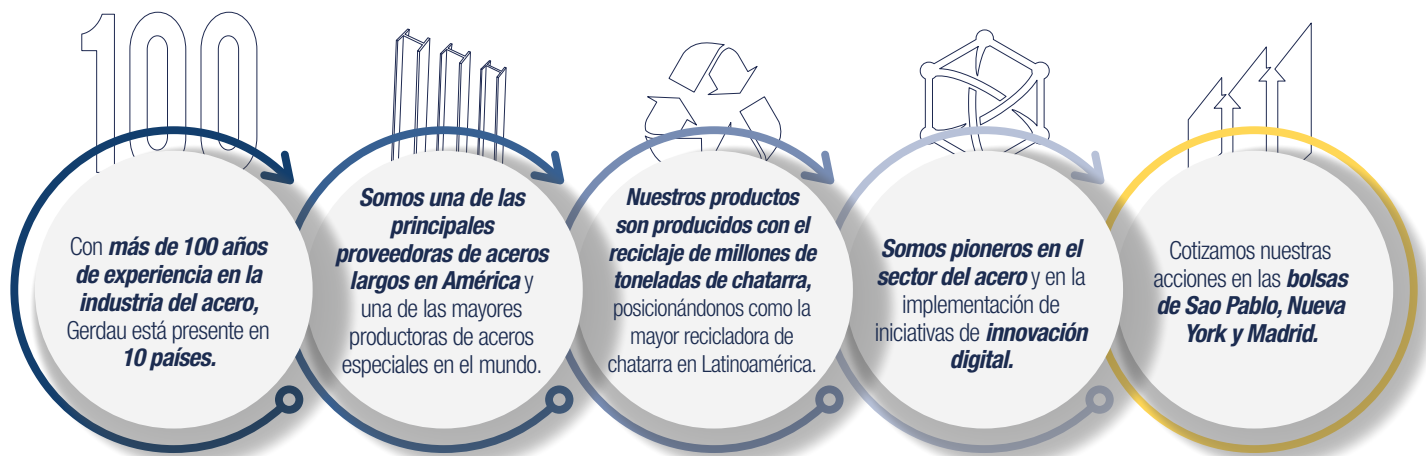 100
Con más de 100 años
de experiencia en la
industria del acero,
Gerdau está presente en
10 países.
Somos una de las
principales
proveedoras de aceros
largos en América y
una de las mayores
productoras de aceros
especiales en el mundo.
Nuestros productos
son producidos con el
reciclaje de millones de
toneladas de chatarra,
posicionándonos como la
mayor recicladora de
chatarra en Latinoamérica.
Somos pioneros en el
sector del acero y en la
implementación de
iniciativas de innovación
digital.
Cotizamos nuestras
acciones en las bolsas
de Sao Pablo, Nueva
York y Madrid.